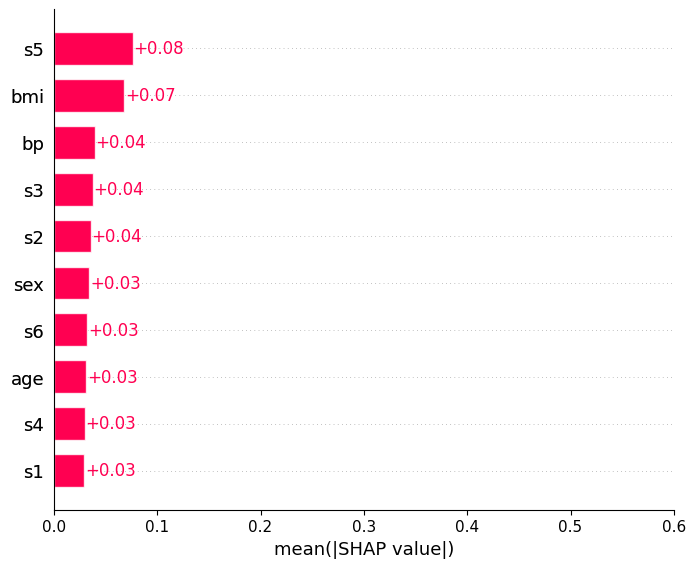 s5 +0.08
bmi +0.07
bp +0.04
s3 +0.04
s2 +0.04
sex +0.03
s6 +0.03
age +0.03
s4 +0.03
s1 +0.03
0.0 0.1 0.2 0.3 0.4 0.5 0.6
mean(|SHAP value|)